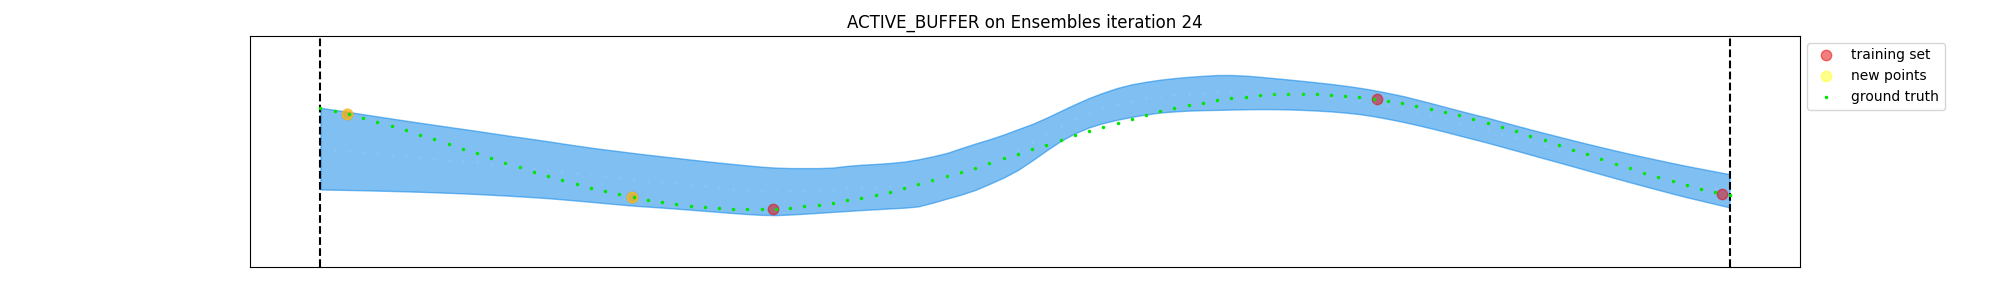 ACTIVE_BUFFER on Ensembles iteration 24
training set
new points
ground truth